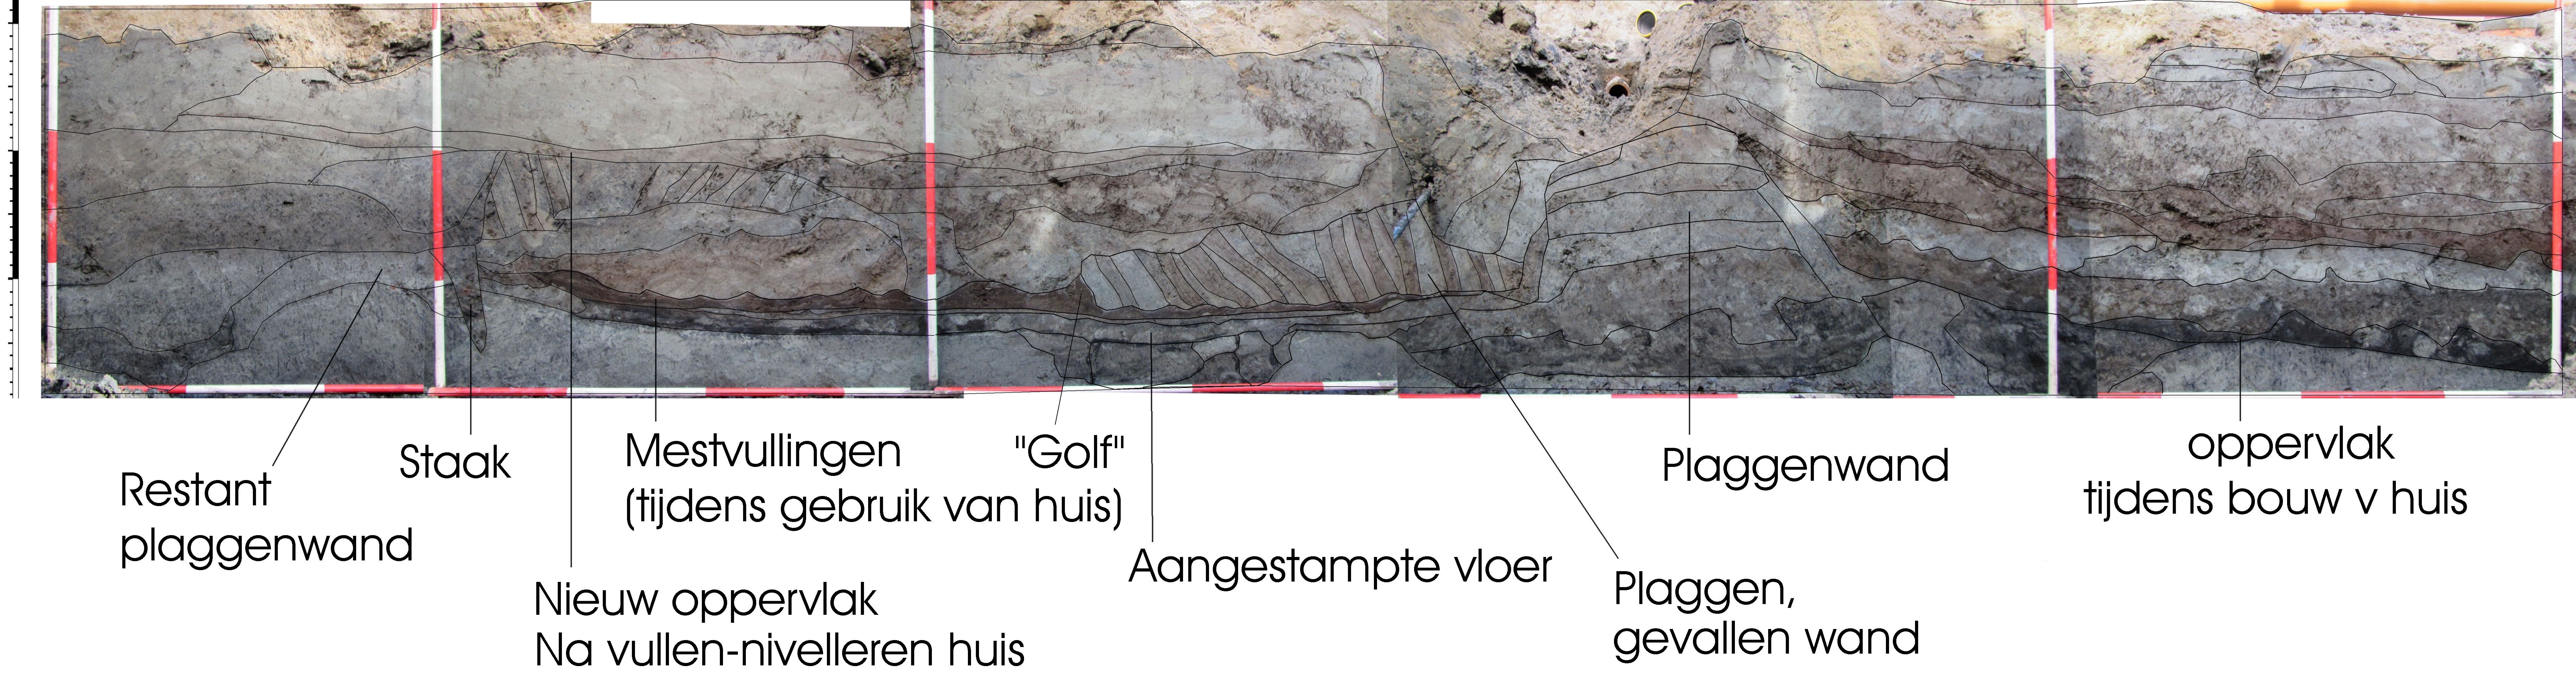 Restant
plaggenwand
Staak
Nieuw oppervlak
Na vullen-nivelleren huis
Mestvullingen
(tijdens gebruik van huis)
"Golf"
Aangestampte vloer
Plaggen,
gevallen wand
Plaggenwand
oppervlak
tijdens bouw v huis